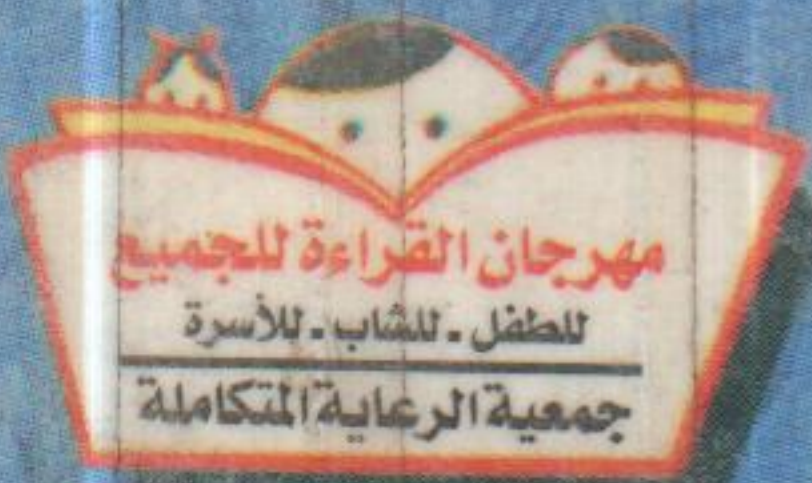 مهرجان القراءة للجميع
للطفل - للشاب - للأسرة
جمعية الرعاية المتكاملة